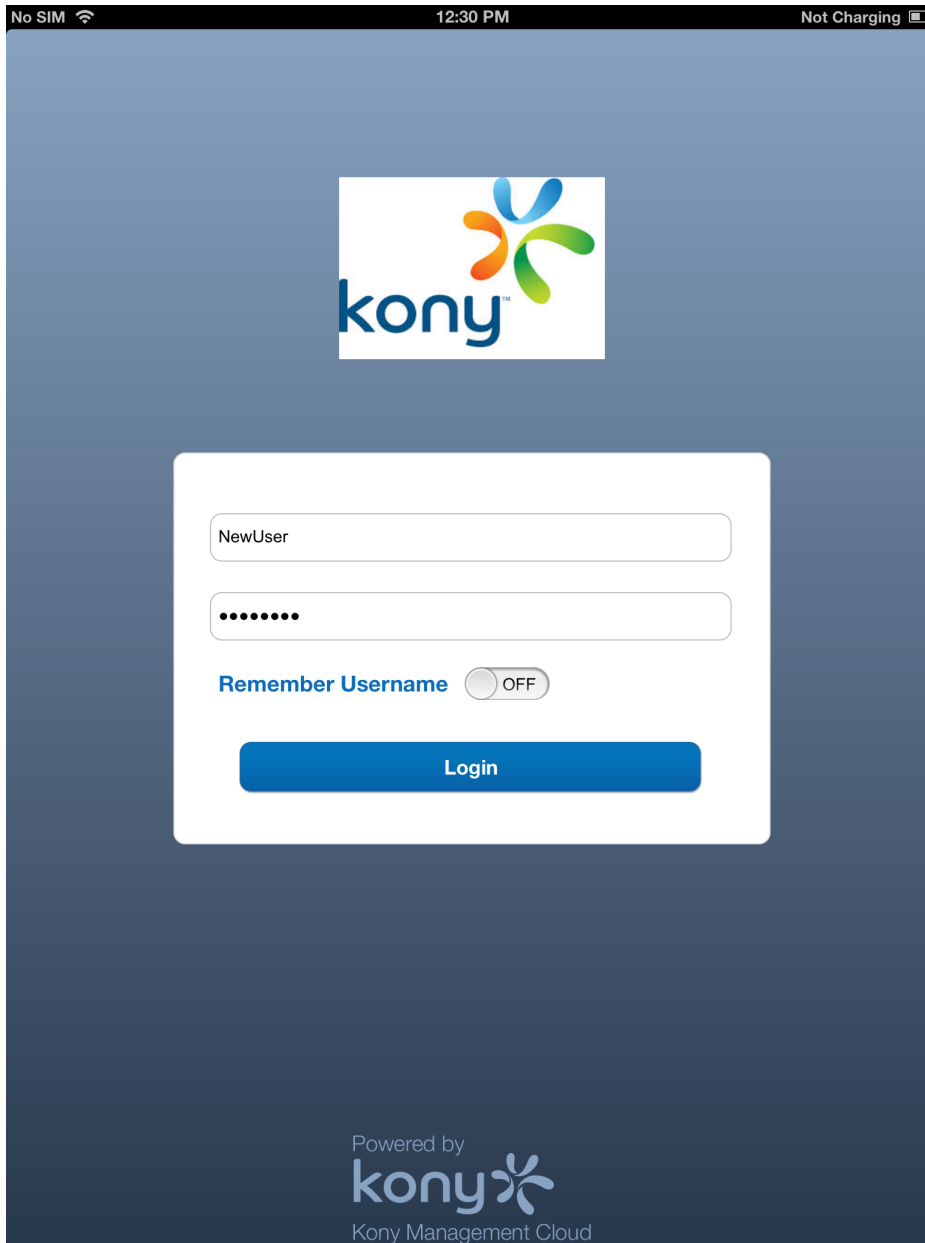 No SIM 12:30 PM Not Charging
kony™
NewUser
••••••••
Remember Username OFF
Login
Powered by
kony
Kony Management Cloud